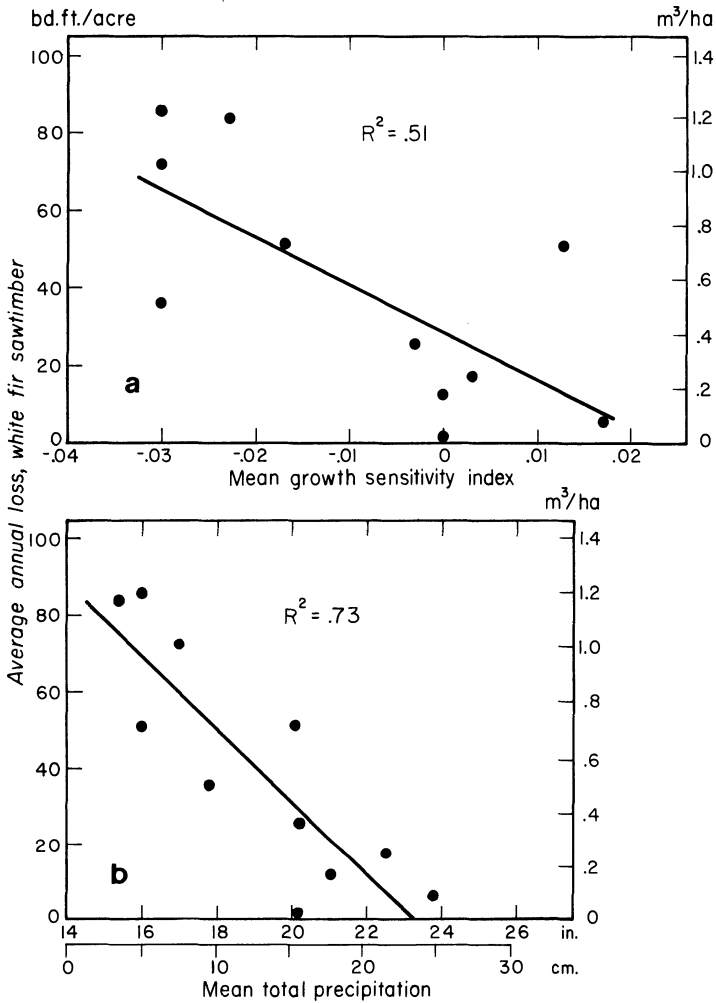 bd.ft./acre
m³/ha
100
80
60
40
20
0
1.4
1.2
1.0
.8
.6
.4
.2
0
R² = .51
a
-.04 -.03 -.02 -.01 0 .01 .02
Mean growth sensitivity index
Average annual loss, white fir sawtimber
m³/ha
100
80
60
40
20
0
1.4
1.2
1.0
.8
.6
.4
.2
0
R² = .73
b
14 16 18 20 22 24 26 in.
0 10 20 30 cm.
Mean total precipitation